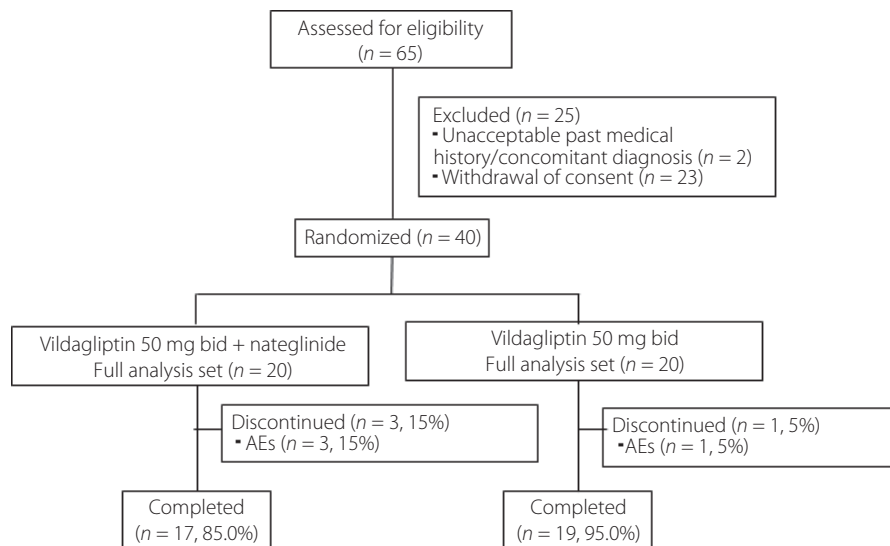 Assessed for eligibility
(n = 65)
Excluded (n = 25)
▪ Unacceptable past medical
history/concomitant diagnosis (n = 2)
▪ Withdrawal of consent (n = 23)
Randomized (n = 40)
Vildagliptin 50 mg bid + nateglinide
Full analysis set (n = 20)
Vildagliptin 50 mg bid
Full analysis set (n = 20)
Discontinued (n = 3, 15%)
▪ AEs (n = 3, 15%)
Discontinued (n = 1, 5%)
▪ AEs (n = 1, 5%)
Completed
(n = 17, 85.0%)
Completed
(n = 19, 95.0%)